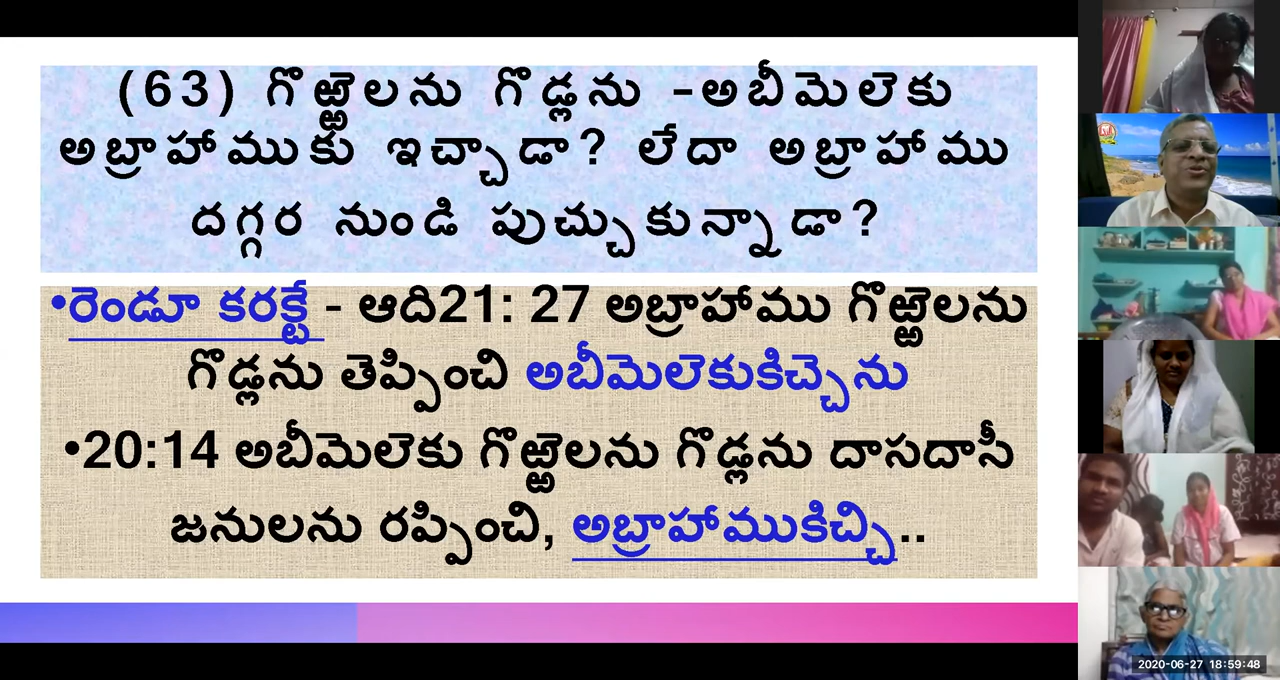 (63) గొఱ్ఱెలను గొడ్లను -అబీమెలెకు
అబ్రాహాముకు ఇచ్చాడా? లేదా అబ్రాహాము
దగ్గర నుండి పుచ్చుకున్నాడా?
•రెండూ కరక్టే - ఆది21: 27 అబ్రాహాము గొఱ్ఱెలను
గొడ్లను తెప్పించి అబీమెలెకుకిచ్చెను
•20:14 అబీమెలెకు గొఱ్ఱెలను గొడ్లను దాసదాసీ
జనులను రప్పించి, అబ్రాహాముకిచ్చి..
2020-06-27 18:59:48